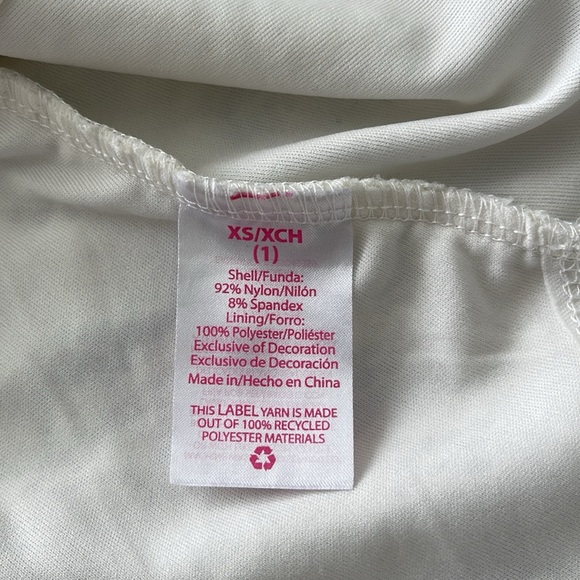 XS/XCH
(1)
Shell/Funda:
92% Nylon/Nilón
8% Spandex
Lining/Forro:
100% Polyester/Poliéster
Exclusive of Decoration
Exclusivo de Decoración
Made in/Hecho en China
THIS LABEL YARN IS MADE
OUT OF 100% RECYCLED
POLYESTER MATERIALS